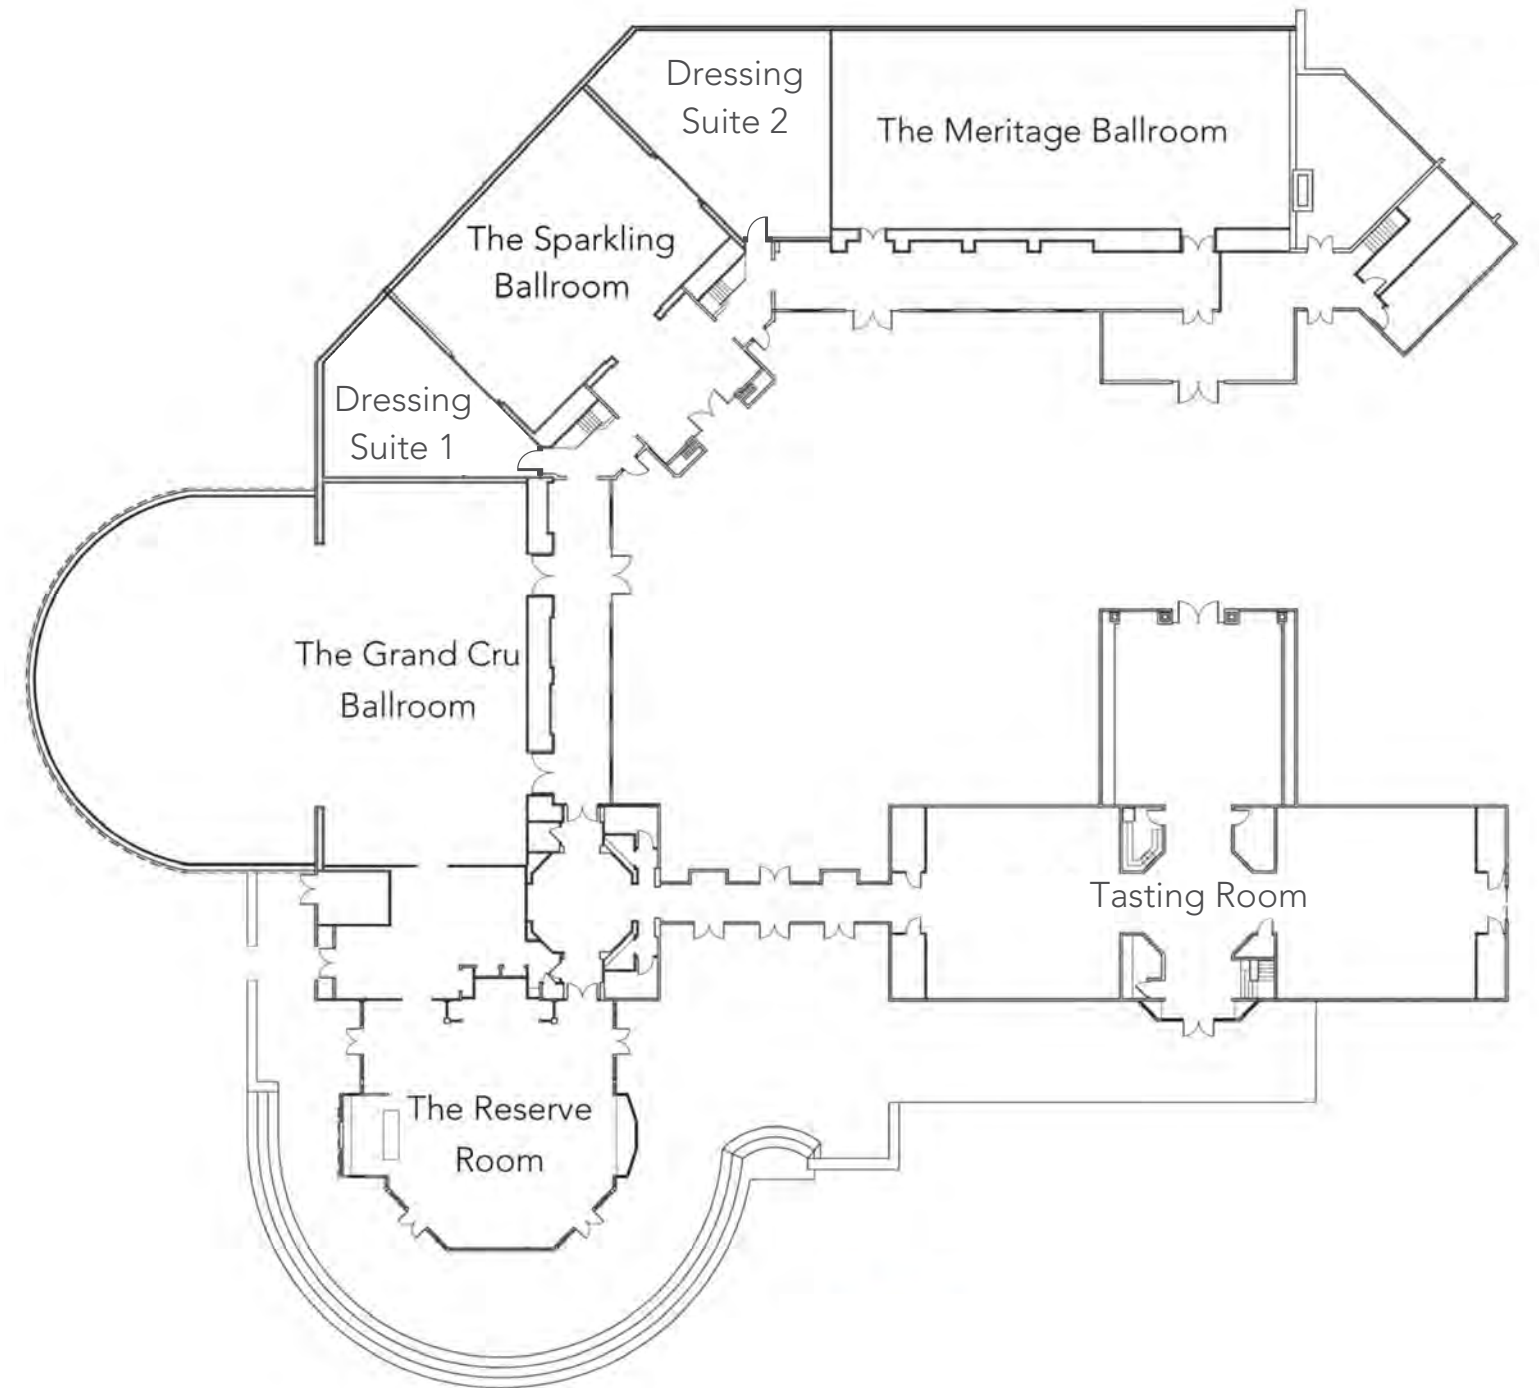 Dressing
Suite 2
The Meritage Ballroom
The Sparkling
Ballroom
Dressing
Suite 1
The Grand Cru
Ballroom
Tasting Room
The Reserve
Room